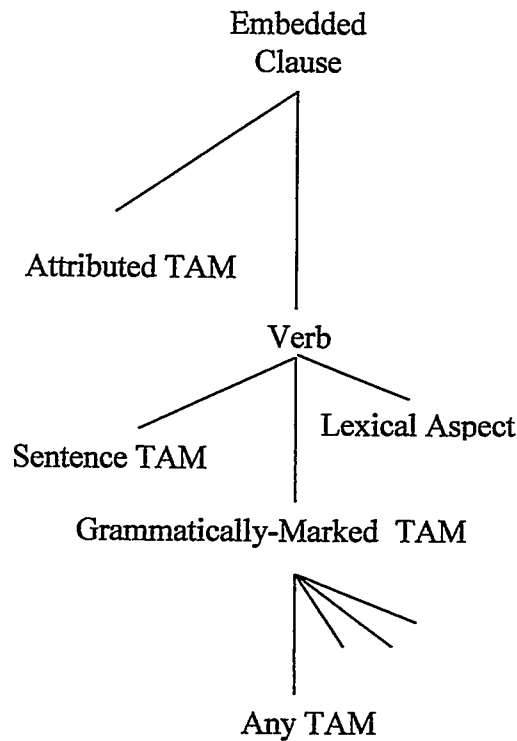 Embedded
Clause
Attributed TAM
Verb
Lexical Aspect
Sentence TAM
Grammatically-Marked TAM
Any TAM